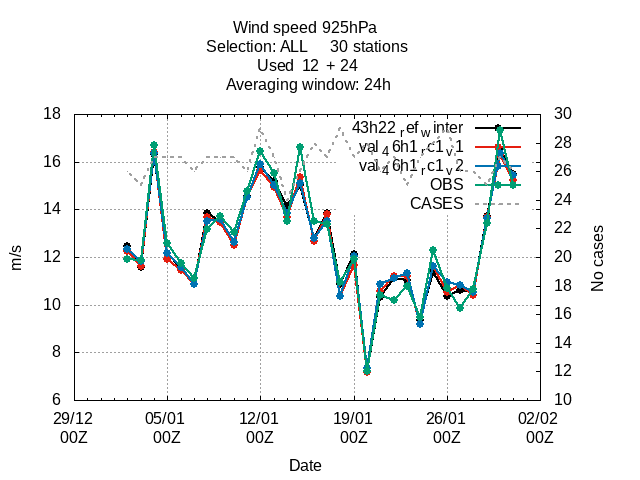 Wind speed 925hPa
Selection: ALL 30 stations
Used 12 + 24
Averaging window: 24h
43h22_ref_winter
val_46h1_rc1_v1
val_46h1_rc1_v2
OBS
CASES
18
16
14
12
10
8
6
30
28
26
24
22
20
18
16
14
12
10
m/s
No cases
29/12 05/01 12/01 19/01 26/01 02/02
00Z 00Z 00Z 00Z 00Z 00Z
Date